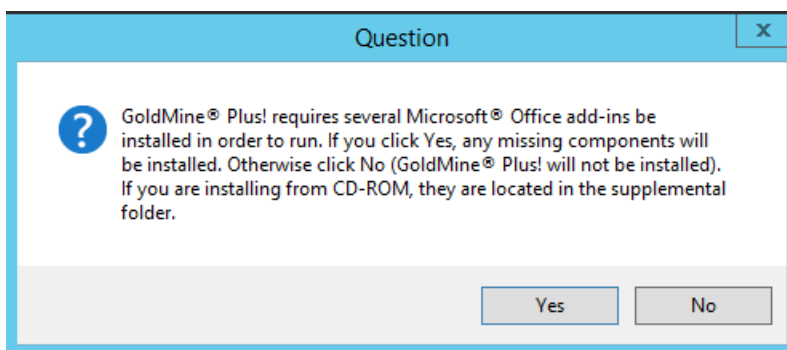 Question
x
GoldMine® Plus! requires several Microsoft® Office add-ins be
installed in order to run. If you click Yes, any missing components will
be installed. Otherwise click No (GoldMine® Plus! will not be installed).
If you are installing from CD-ROM, they are located in the supplemental
folder.
Yes
No